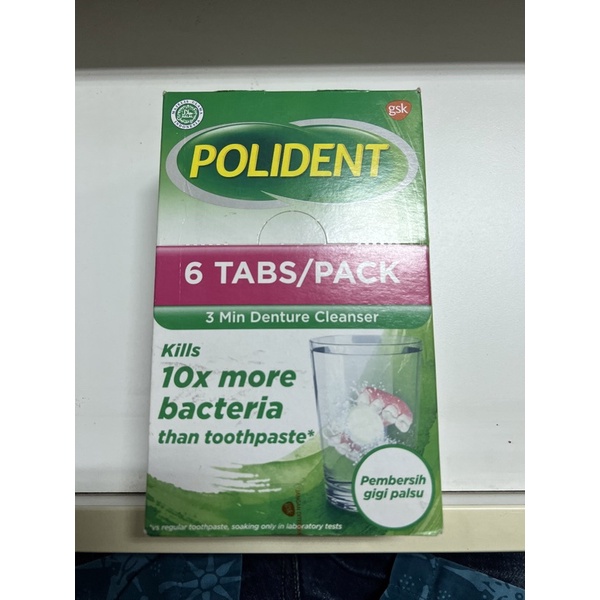 gsk
POLIDENT
6 TABS/PACK
3 Min Denture Cleanser
Kills
10x more
bacteria
than toothpaste*
Pembersih
gigi palsu
*vs regular toothpaste, soaking only in laboratory tests